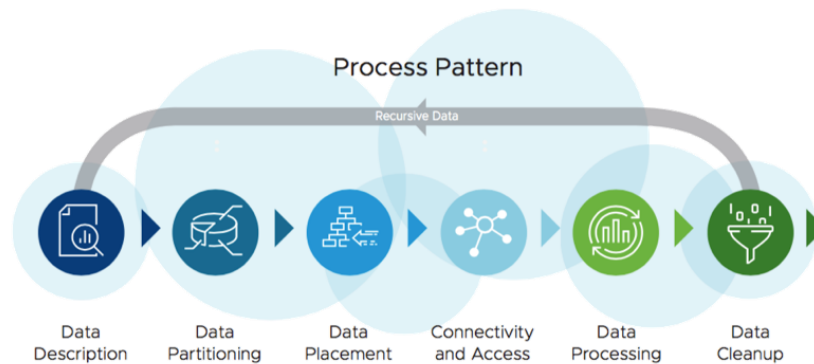 Process Pattern
Recursive Data
Data
Description
Data
Partitioning
Data
Placement
Connectivity
and Access
Data
Processing
Data
Cleanup